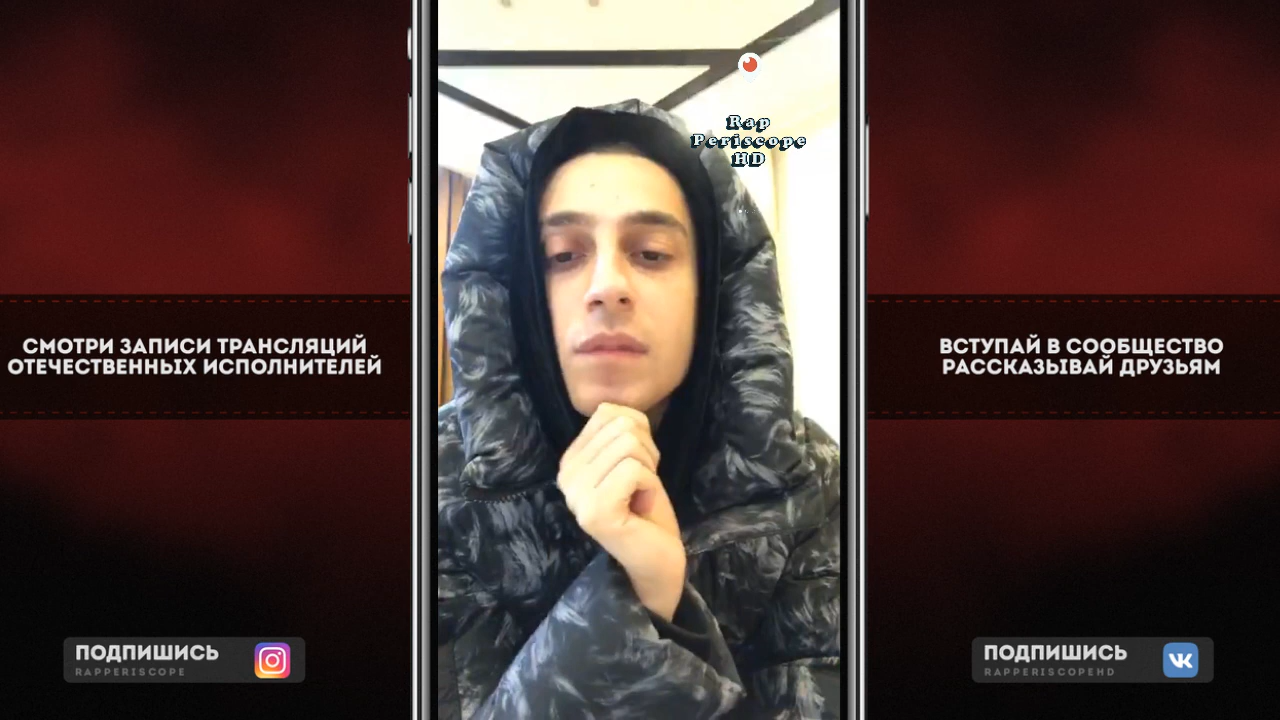 Rap
Periscope
HD
СМОТРИ ЗАПИСИ ТРАНСЛЯЦИЙ
ОТЕЧЕСТВЕННЫХ ИСПОЛНИТЕЛЕЙ
ВСТУПАЙ В СООБЩЕСТВО
РАССКАЗЫВАЙ ДРУЗЬЯМ
ПОДПИШИСЬ
RAPPERISCOPE
ПОДПИШИСЬ
RAPPERISCOPEHD